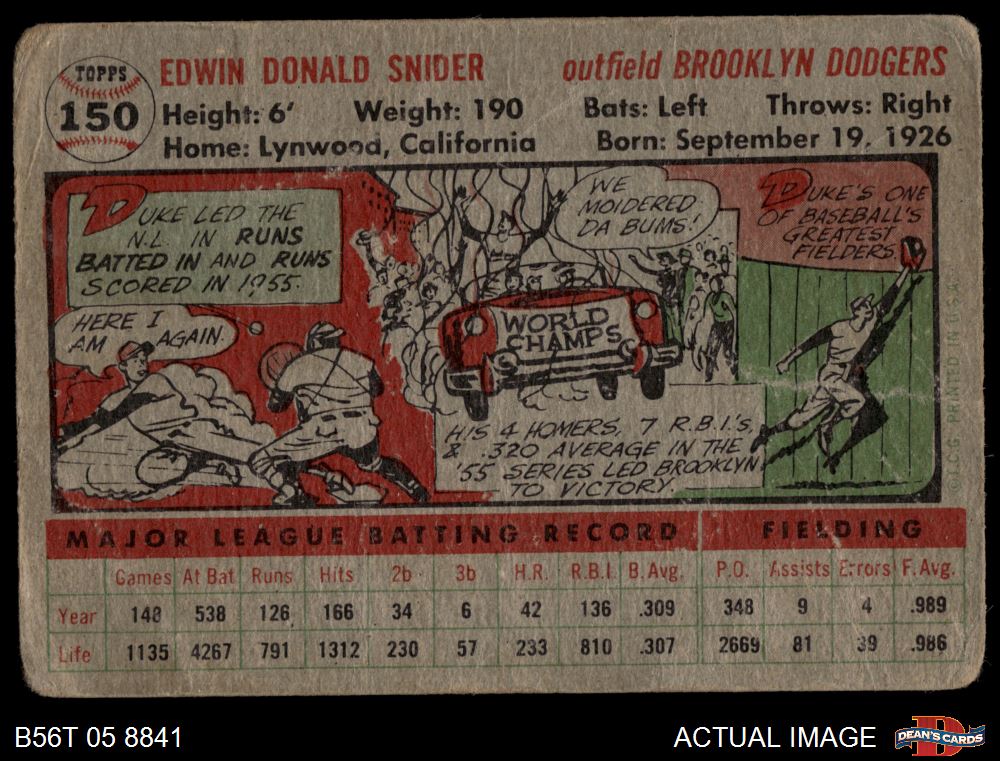 TOPPS
150
EDWIN DONALD SNIDER
outfield BROOKLYN DODGERS
Height: 6' Weight: 190 Bats: Left Throws: Right
Home: Lynwood, California Born: September 19, 1926
DUKE LED THE
N.L. IN RUNS
BATTED IN AND RUNS
SCORED IN 1955.
HERE I
AM AGAIN.
WE
MOIDERED
DA BUMS!
WORLD
CHAMPS
HIS 4 HOMERS, 7 R.B.I.'S,
& .320 AVERAGE IN THE
'55 SERIES LED BROOKLYN
TO VICTORY.
DUKE'S ONE
OF BASEBALL'S
GREATEST
FIELDERS.
© T.C.G. PRINTED IN U.S.A.
MAJOR LEAGUE BATTING RECORD FIELDING
Games At Bat Runs Hits 2b 3b H.R. R.B.I. B. Avg. P.O. Assists Errors F. Avg.
Year 148 538 126 166 34 6 42 136 .309 348 9 4 .989
Life 1135 4267 791 1312 230 57 233 810 .307 2669 81 39 .986
B56T 05 8841
ACTUAL IMAGE
DEAN'S CARDS